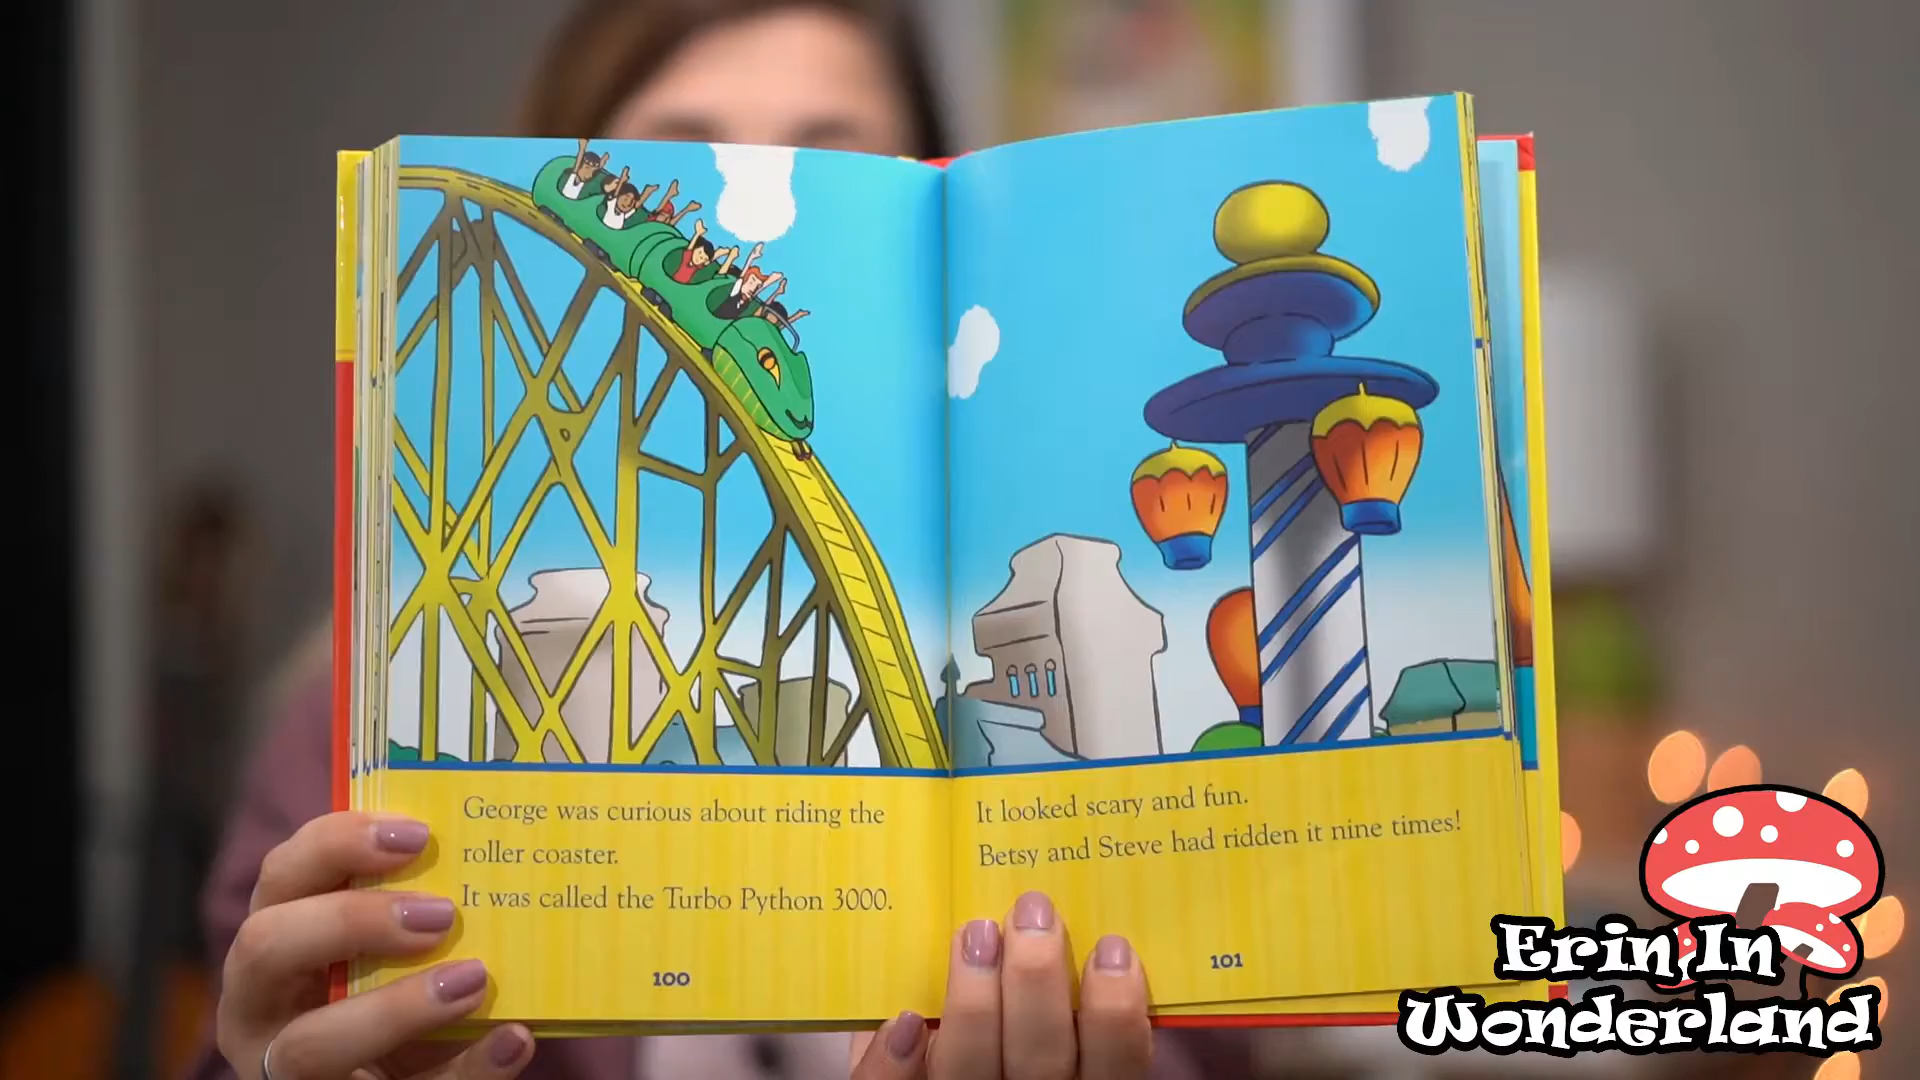 George was curious about riding the
roller coaster.
It was called the Turbo Python 3000.
100
It looked scary and fun.
Betsy and Steve had ridden it nine times!
101
Erin In
Wonderland